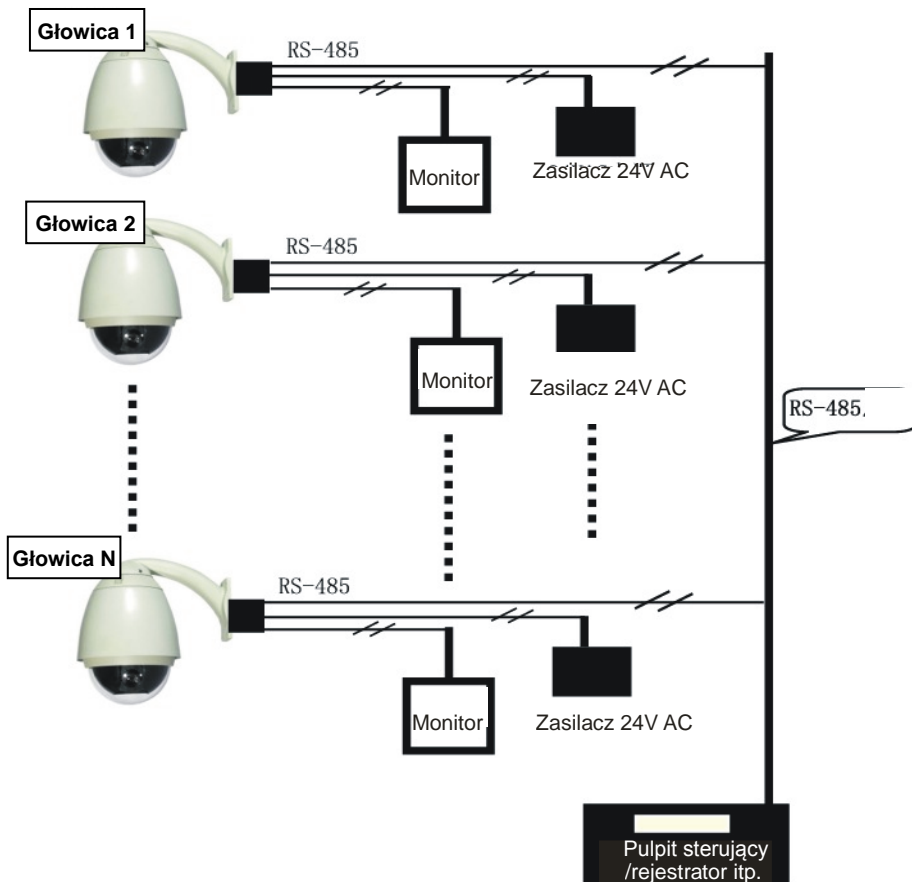 Głowica 1
RS-485
Monitor
Zasilacz 24V AC
Głowica 2
RS-485
Monitor
Zasilacz 24V AC
RS-485.
Głowica N
RS-485
Monitor
Zasilacz 24V AC
Pulpit sterujący
/rejestrator itp.